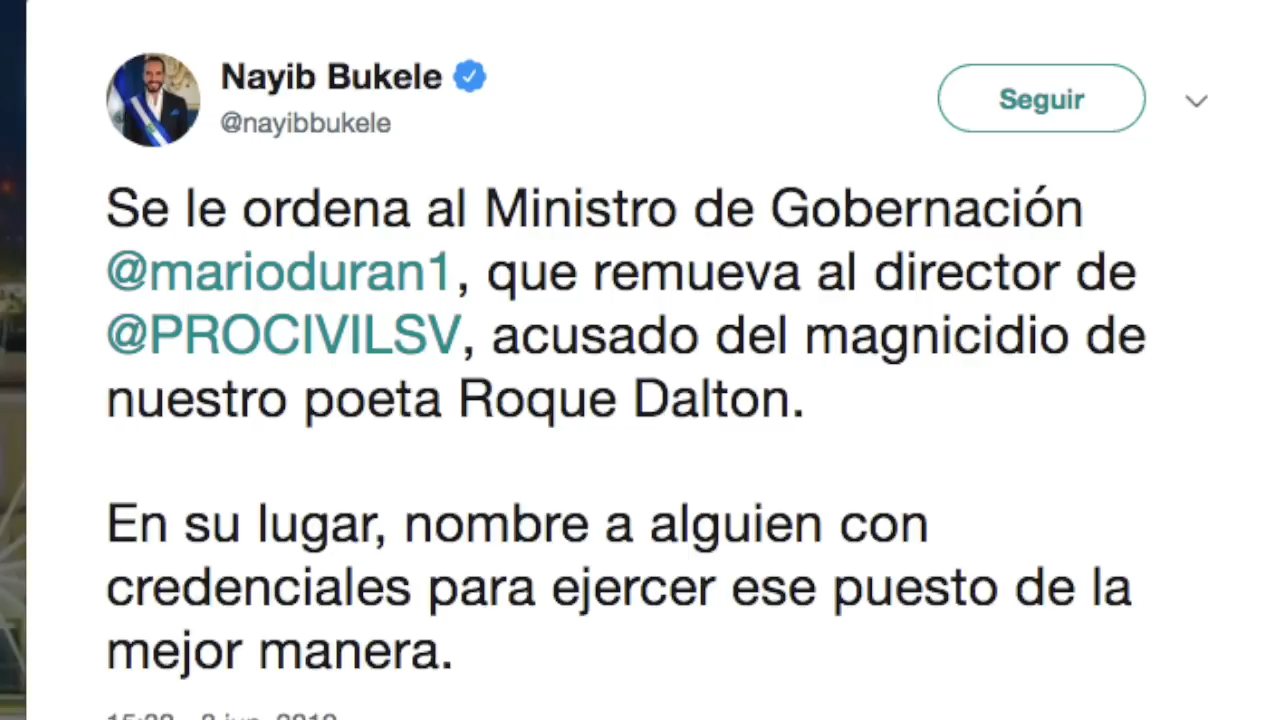 Nayib Bukele
@nayibbukele
Seguir
Se le ordena al Ministro de Gobernación
@marioduran1, que remueva al director de
@PROCIVILSV, acusado del magnicidio de
nuestro poeta Roque Dalton.
En su lugar, nombre a alguien con
credenciales para ejercer ese puesto de la
mejor manera.